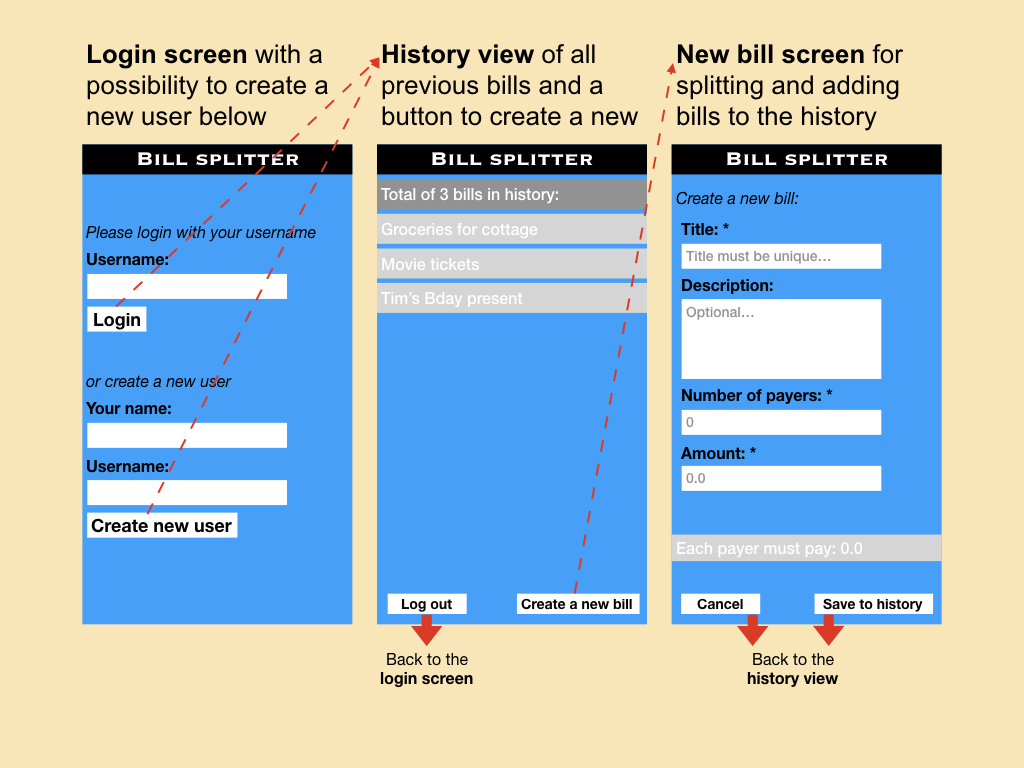 Login screen with a
possibility to create a
new user below
History view of all
previous bills and a
button to create a new
New bill screen for
splitting and adding
bills to the history
Bill splitter
Please login with your username
Username:
Login
or create a new user
Your name:
Username:
Create new user
Bill splitter
Total of 3 bills in history:
Groceries for cottage
Movie tickets
Tim's Bday present
Log out
Create a new bill
Back to the
login screen
Bill splitter
Create a new bill:
Title: *
Title must be unique...
Description:
Optional...
Number of payers: *
0
Amount: *
0.0
Each payer must pay: 0.0
Cancel
Save to history
Back to the
history view